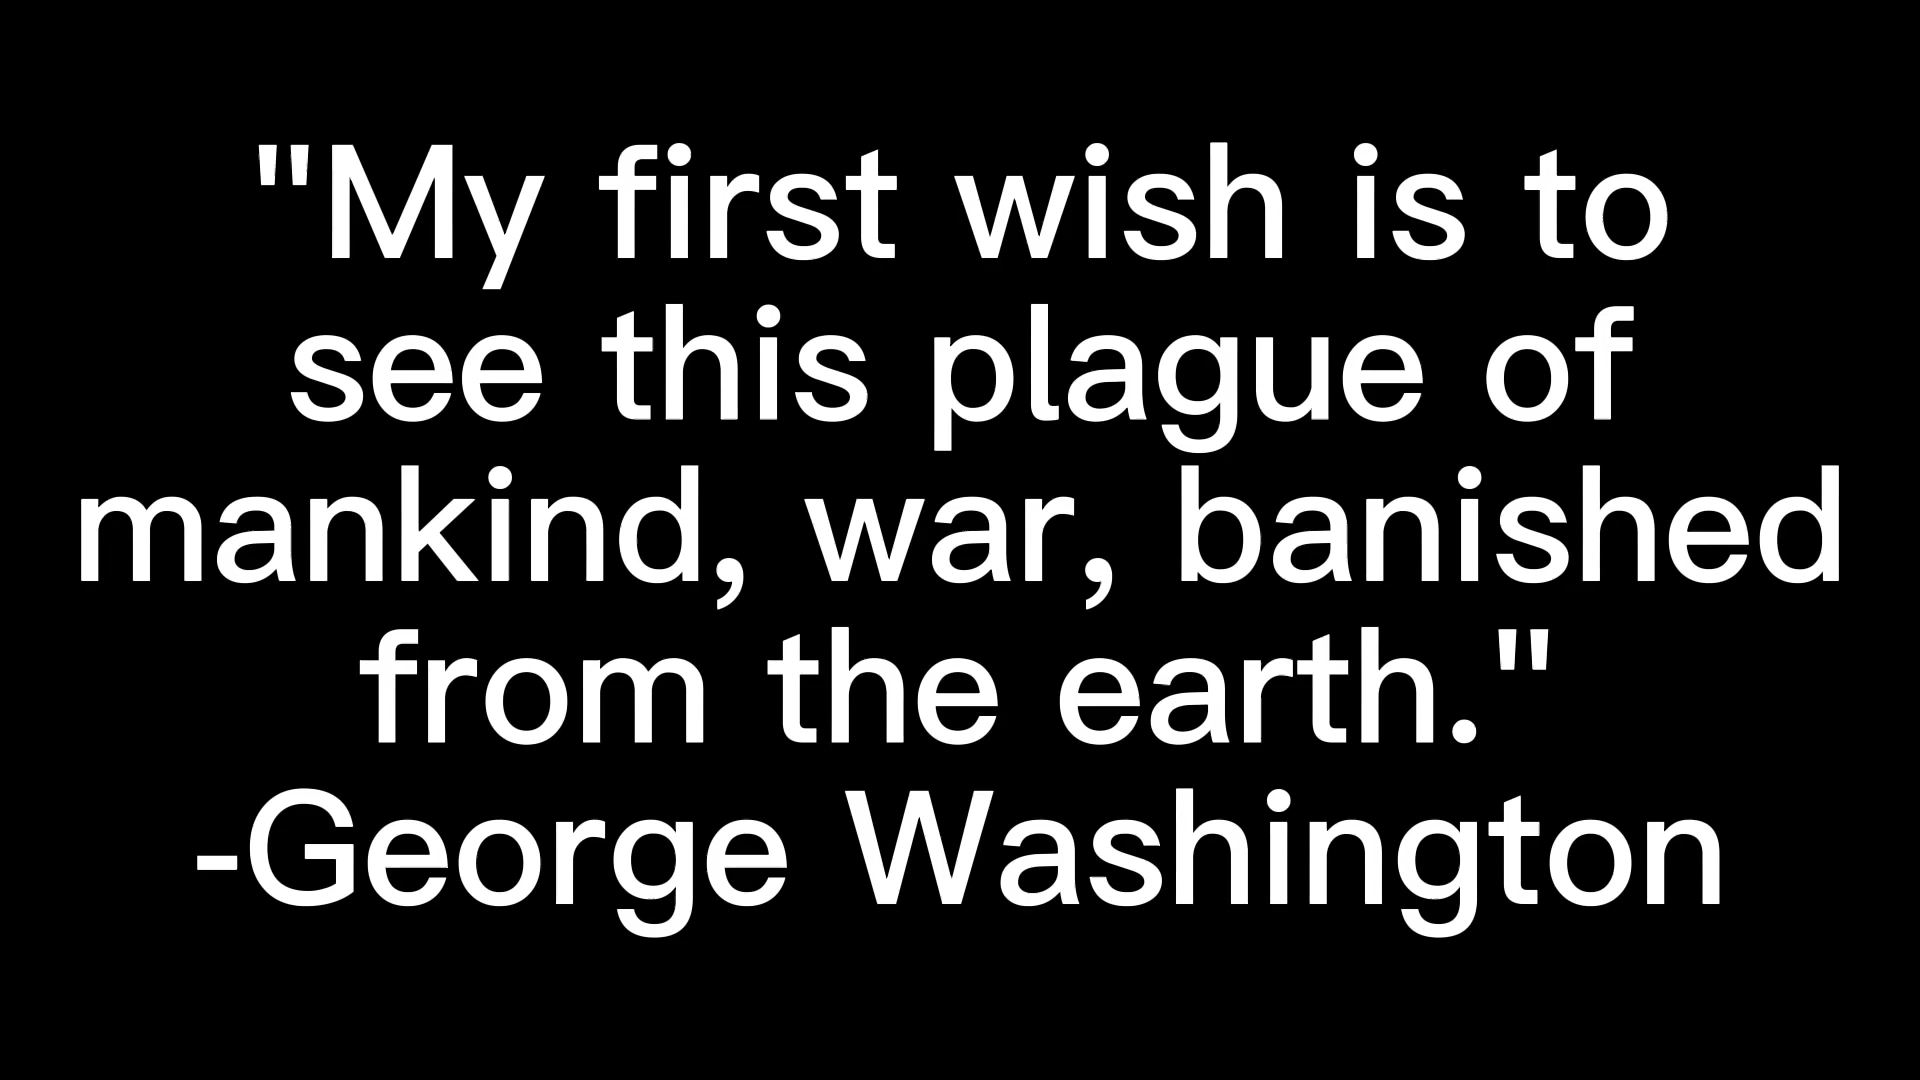 "My first wish is to
see this plague of
mankind, war, banished
from the earth."
-George Washington